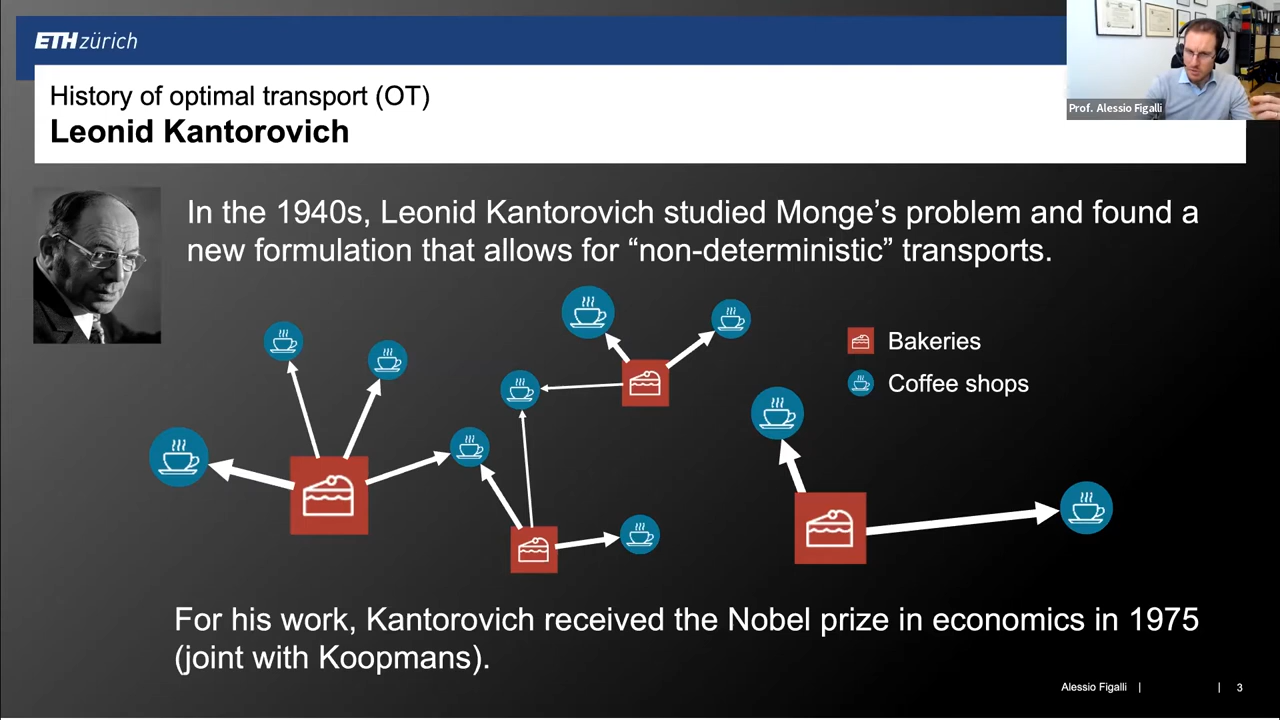 ETH zürich
Prof. Alessio Figalli
History of optimal transport (OT)
Leonid Kantorovich
In the 1940s, Leonid Kantorovich studied Monge’s problem and found a
new formulation that allows for “non-deterministic” transports.
Bakeries
Coffee shops
For his work, Kantorovich received the Nobel prize in economics in 1975
(joint with Koopmans).
Alessio Figalli | | 3